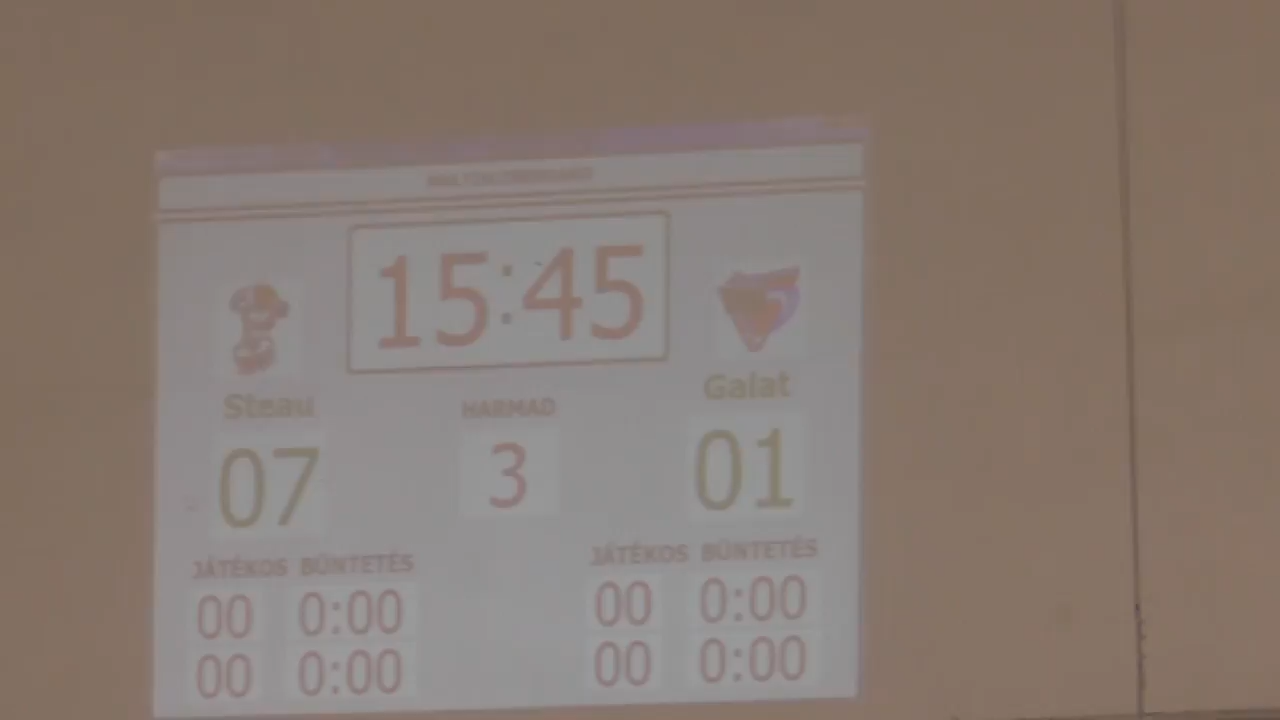 15:45
Steau HARMAD Galat
07 3 01
JÁTÉKOS BÜNTETÉS JÁTÉKOS BÜNTETÉS
00 0:00 00 0:00
00 0:00 00 0:00